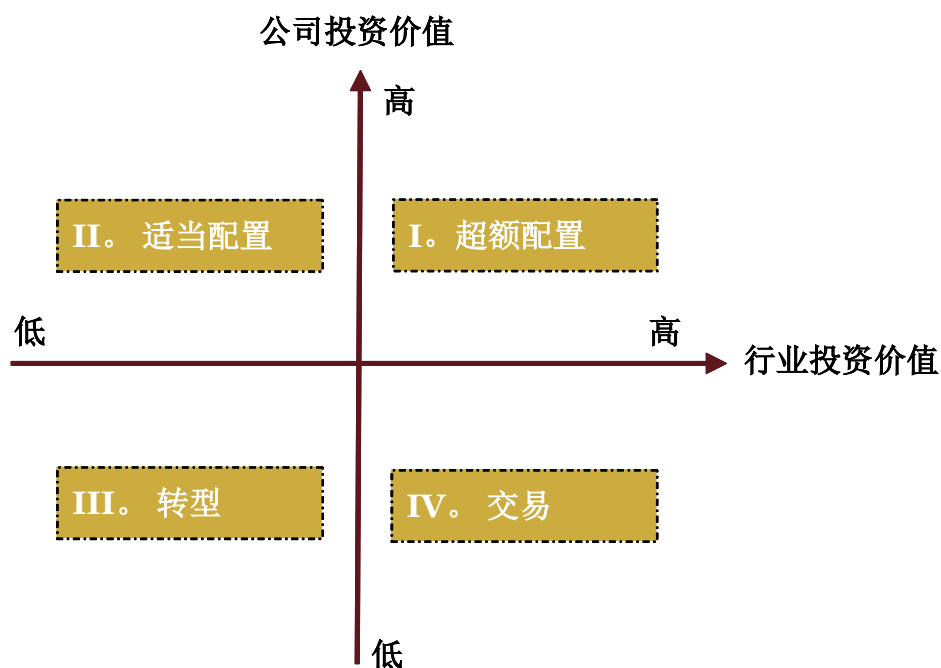 公司投资价值
高
II。 适当配置
I。超额配置
低
高
行业投资价值
III。 转型
IV。 交易
低